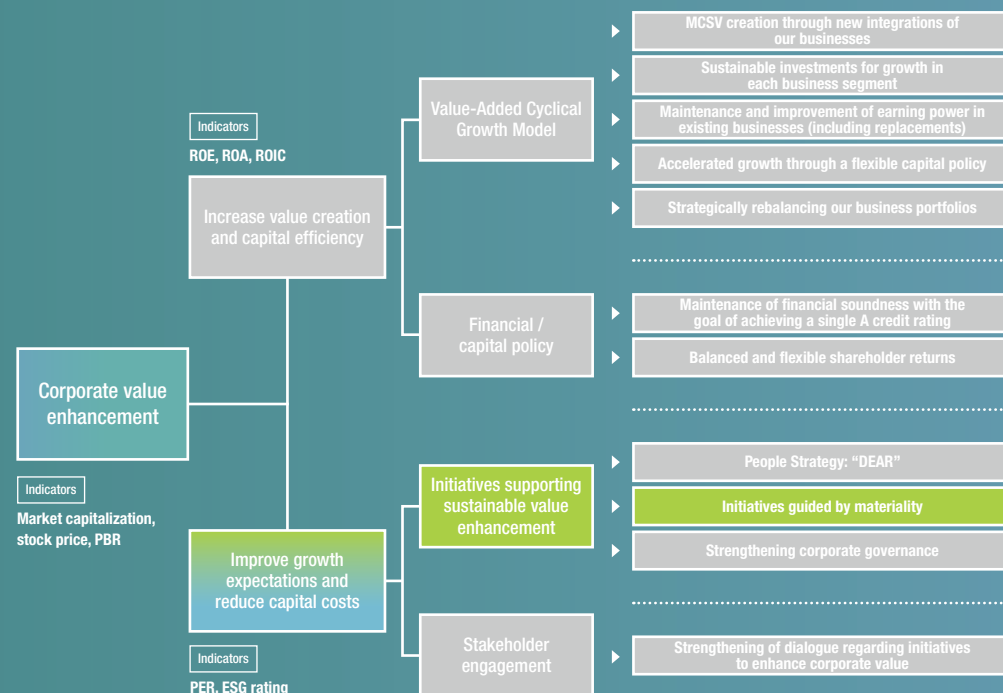 Corporate value
enhancement
Indicators
Market capitalization,
stock price, PBR
Indicators
ROE, ROA, ROIC
Increase value creation
and capital efficiency
Value-Added Cyclical
Growth Model
MCSV creation through new integrations of
our businesses
Sustainable investments for growth in
each business segment
Maintenance and improvement of earning power in
existing businesses (including replacements)
Accelerated growth through a flexible capital policy
Strategically rebalancing our business portfolios
Financial /
capital policy
Maintenance of financial soundness with the
goal of achieving a single A credit rating
Balanced and flexible shareholder returns
Improve growth
expectations and
reduce capital costs
Indicators
PER, ESG rating
Initiatives supporting
sustainable value
enhancement
People Strategy: “DEAR”
Initiatives guided by materiality
Strengthening corporate governance
Stakeholder
engagement
Strengthening of dialogue regarding initiatives
to enhance corporate value